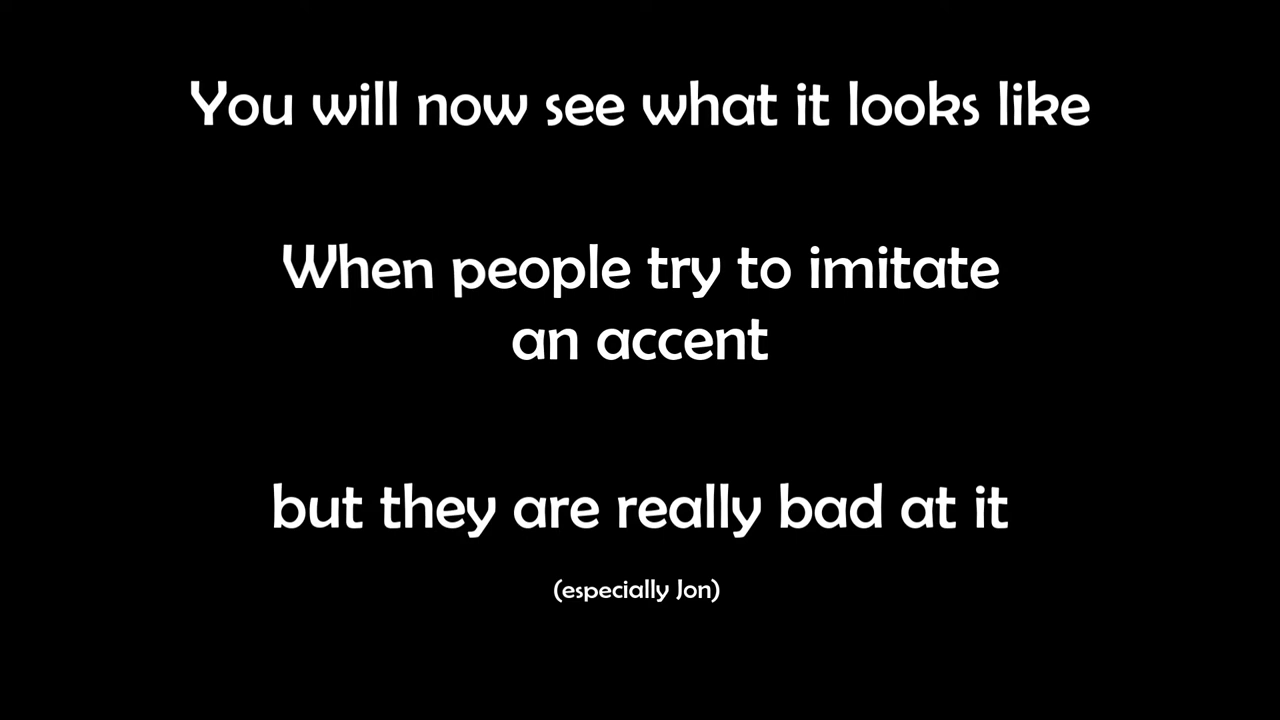 You will now see what it looks like
When people try to imitate
an accent
but they are really bad at it
(especially Jon)